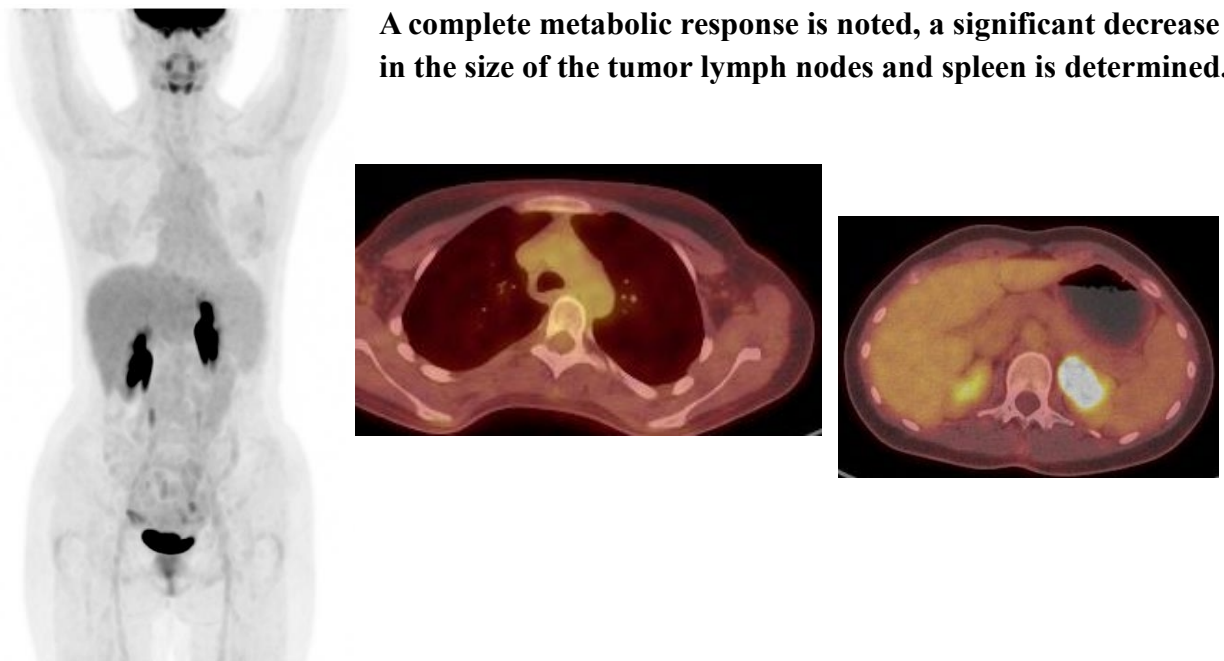 A complete metabolic response is noted, a significant decrease
in the size of the tumor lymph nodes and spleen is determined.